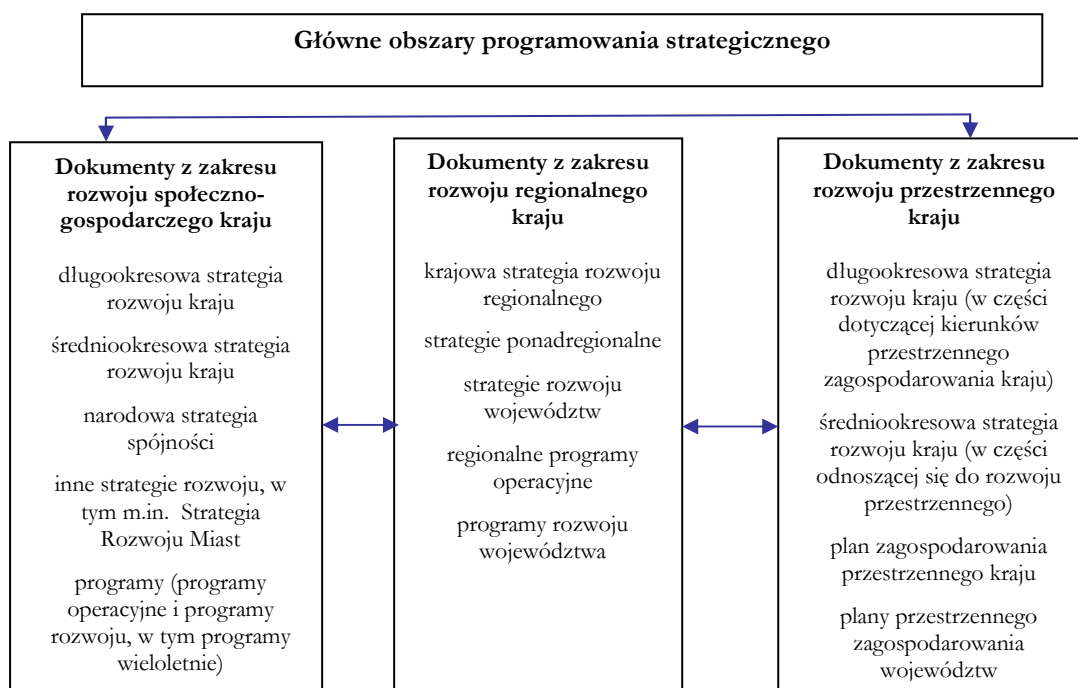 Główne obszary programowania strategicznego
Dokumenty z zakresu
rozwoju społeczno-
gospodarczego kraju
długookresowa strategia
rozwoju kraju
średniookresowa strategia
rozwoju kraju
narodowa strategia
spójności
inne strategie rozwoju, w
tym m.in. Strategia
Rozwoju Miast
programy (programy
operacyjne i programy
rozwoju, w tym programy
wieloletnie)
Dokumenty z zakresu
rozwoju regionalnego
kraju
krajowa strategia rozwoju
regionalnego
strategie ponadregionalne
strategie rozwoju
województw
regionalne programy
operacyjne
programy rozwoju
województwa
Dokumenty z zakresu
rozwoju przestrzennego
kraju
długookresowa strategia
rozwoju kraju (w części
dotyczącej kierunków
przestrzennego
zagospodarowania kraju)
średniookresowa strategia
rozwoju kraju (w części
odnoszącej się do rozwoju
przestrzennego)
plan zagospodarowania
przestrzennego kraju
plany przestrzennego
zagospodarowania
województw